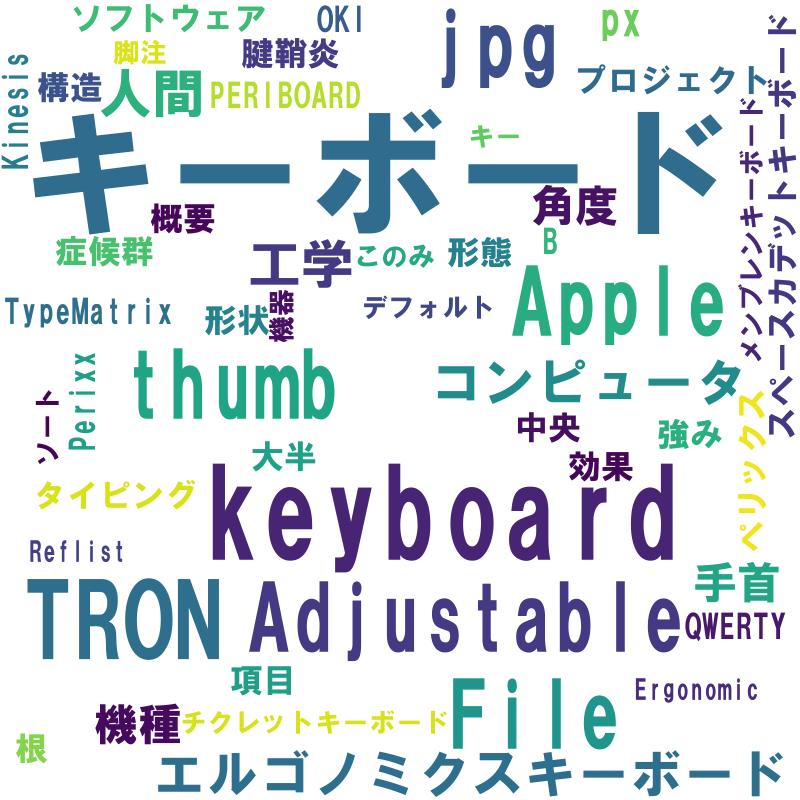 ソフトウェア
OKI
jpg
px
脚注
腱鞘炎
プロジェクト
スペースカデットキーボード
Kinesis
構造
人間
PERIBOARD
メンブレンキーボード
キーボード
キー
概要
角度
症候群
工学
このみ
形態
B
TypeMatrix
形状
機器
デフォルト
Apple
ソート
Perixx
thumb
コンピュータ
ペリックス
中央
強み
大半
効果
タイピング
keyboard
Reflist
手首
TRON
Adjustable
QWERTY
項目
File
Ergonomic
機種
チクレットキーボード
根
エルゴノミクスキーボード